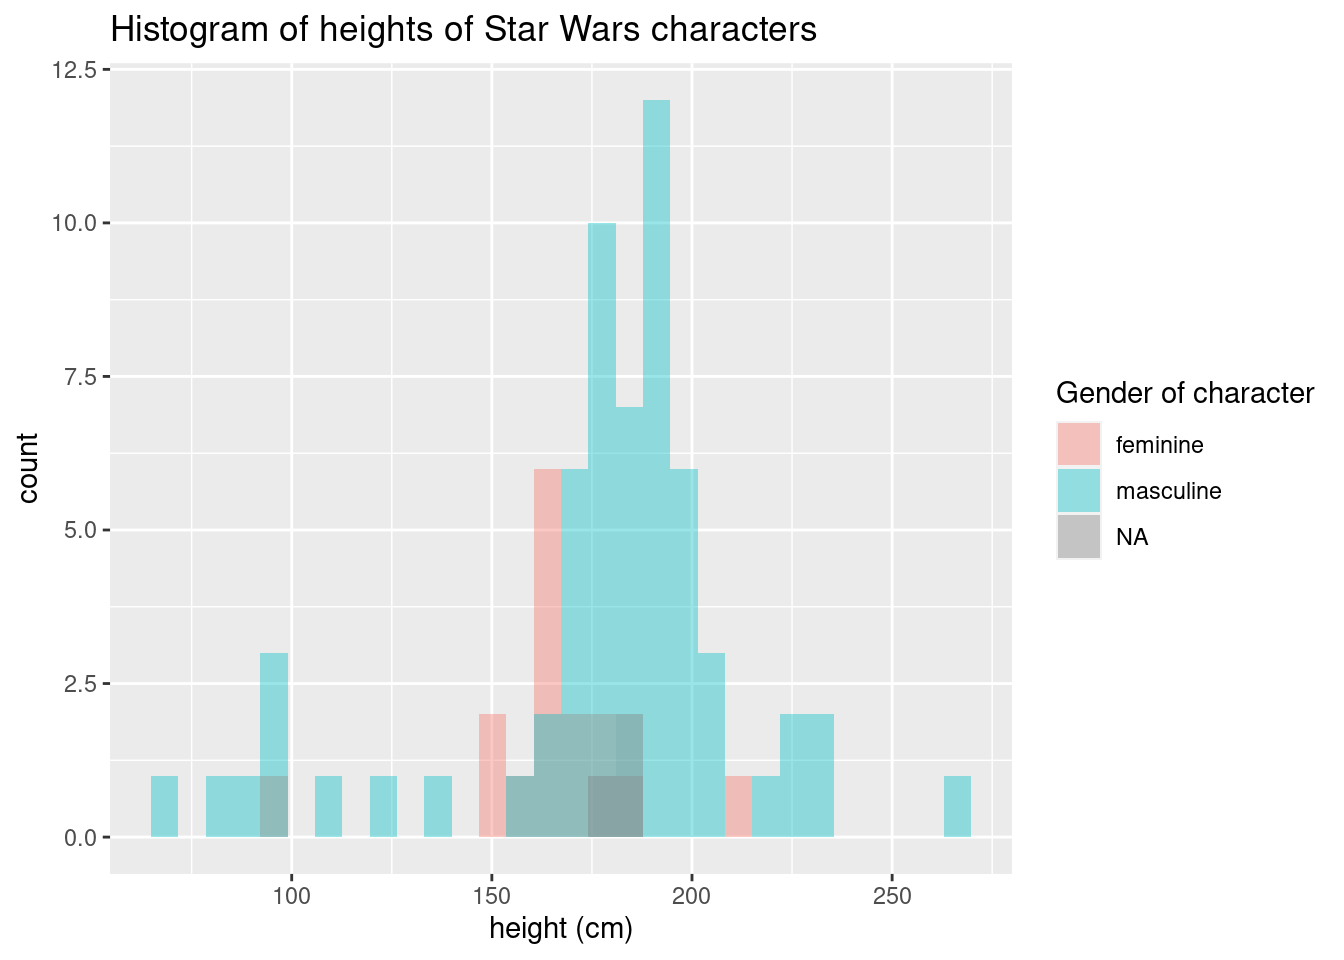 Histogram of heights of Star Wars characters
12.5
10.0
7.5
5.0
2.5
0.0
count
100 150 200 250
height (cm)
Gender of character
feminine
masculine
NA